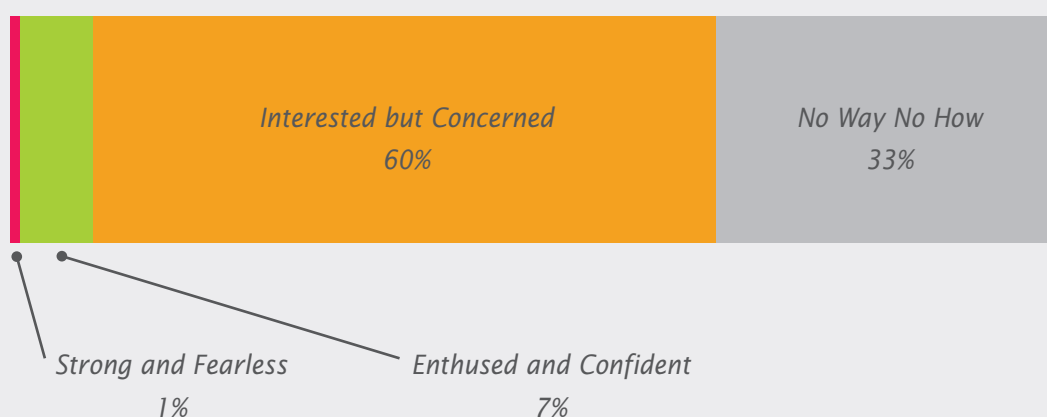 Interested but Concerned
60%
No Way No How
33%
Strong and Fearless
1%
Enthused and Confident
7%